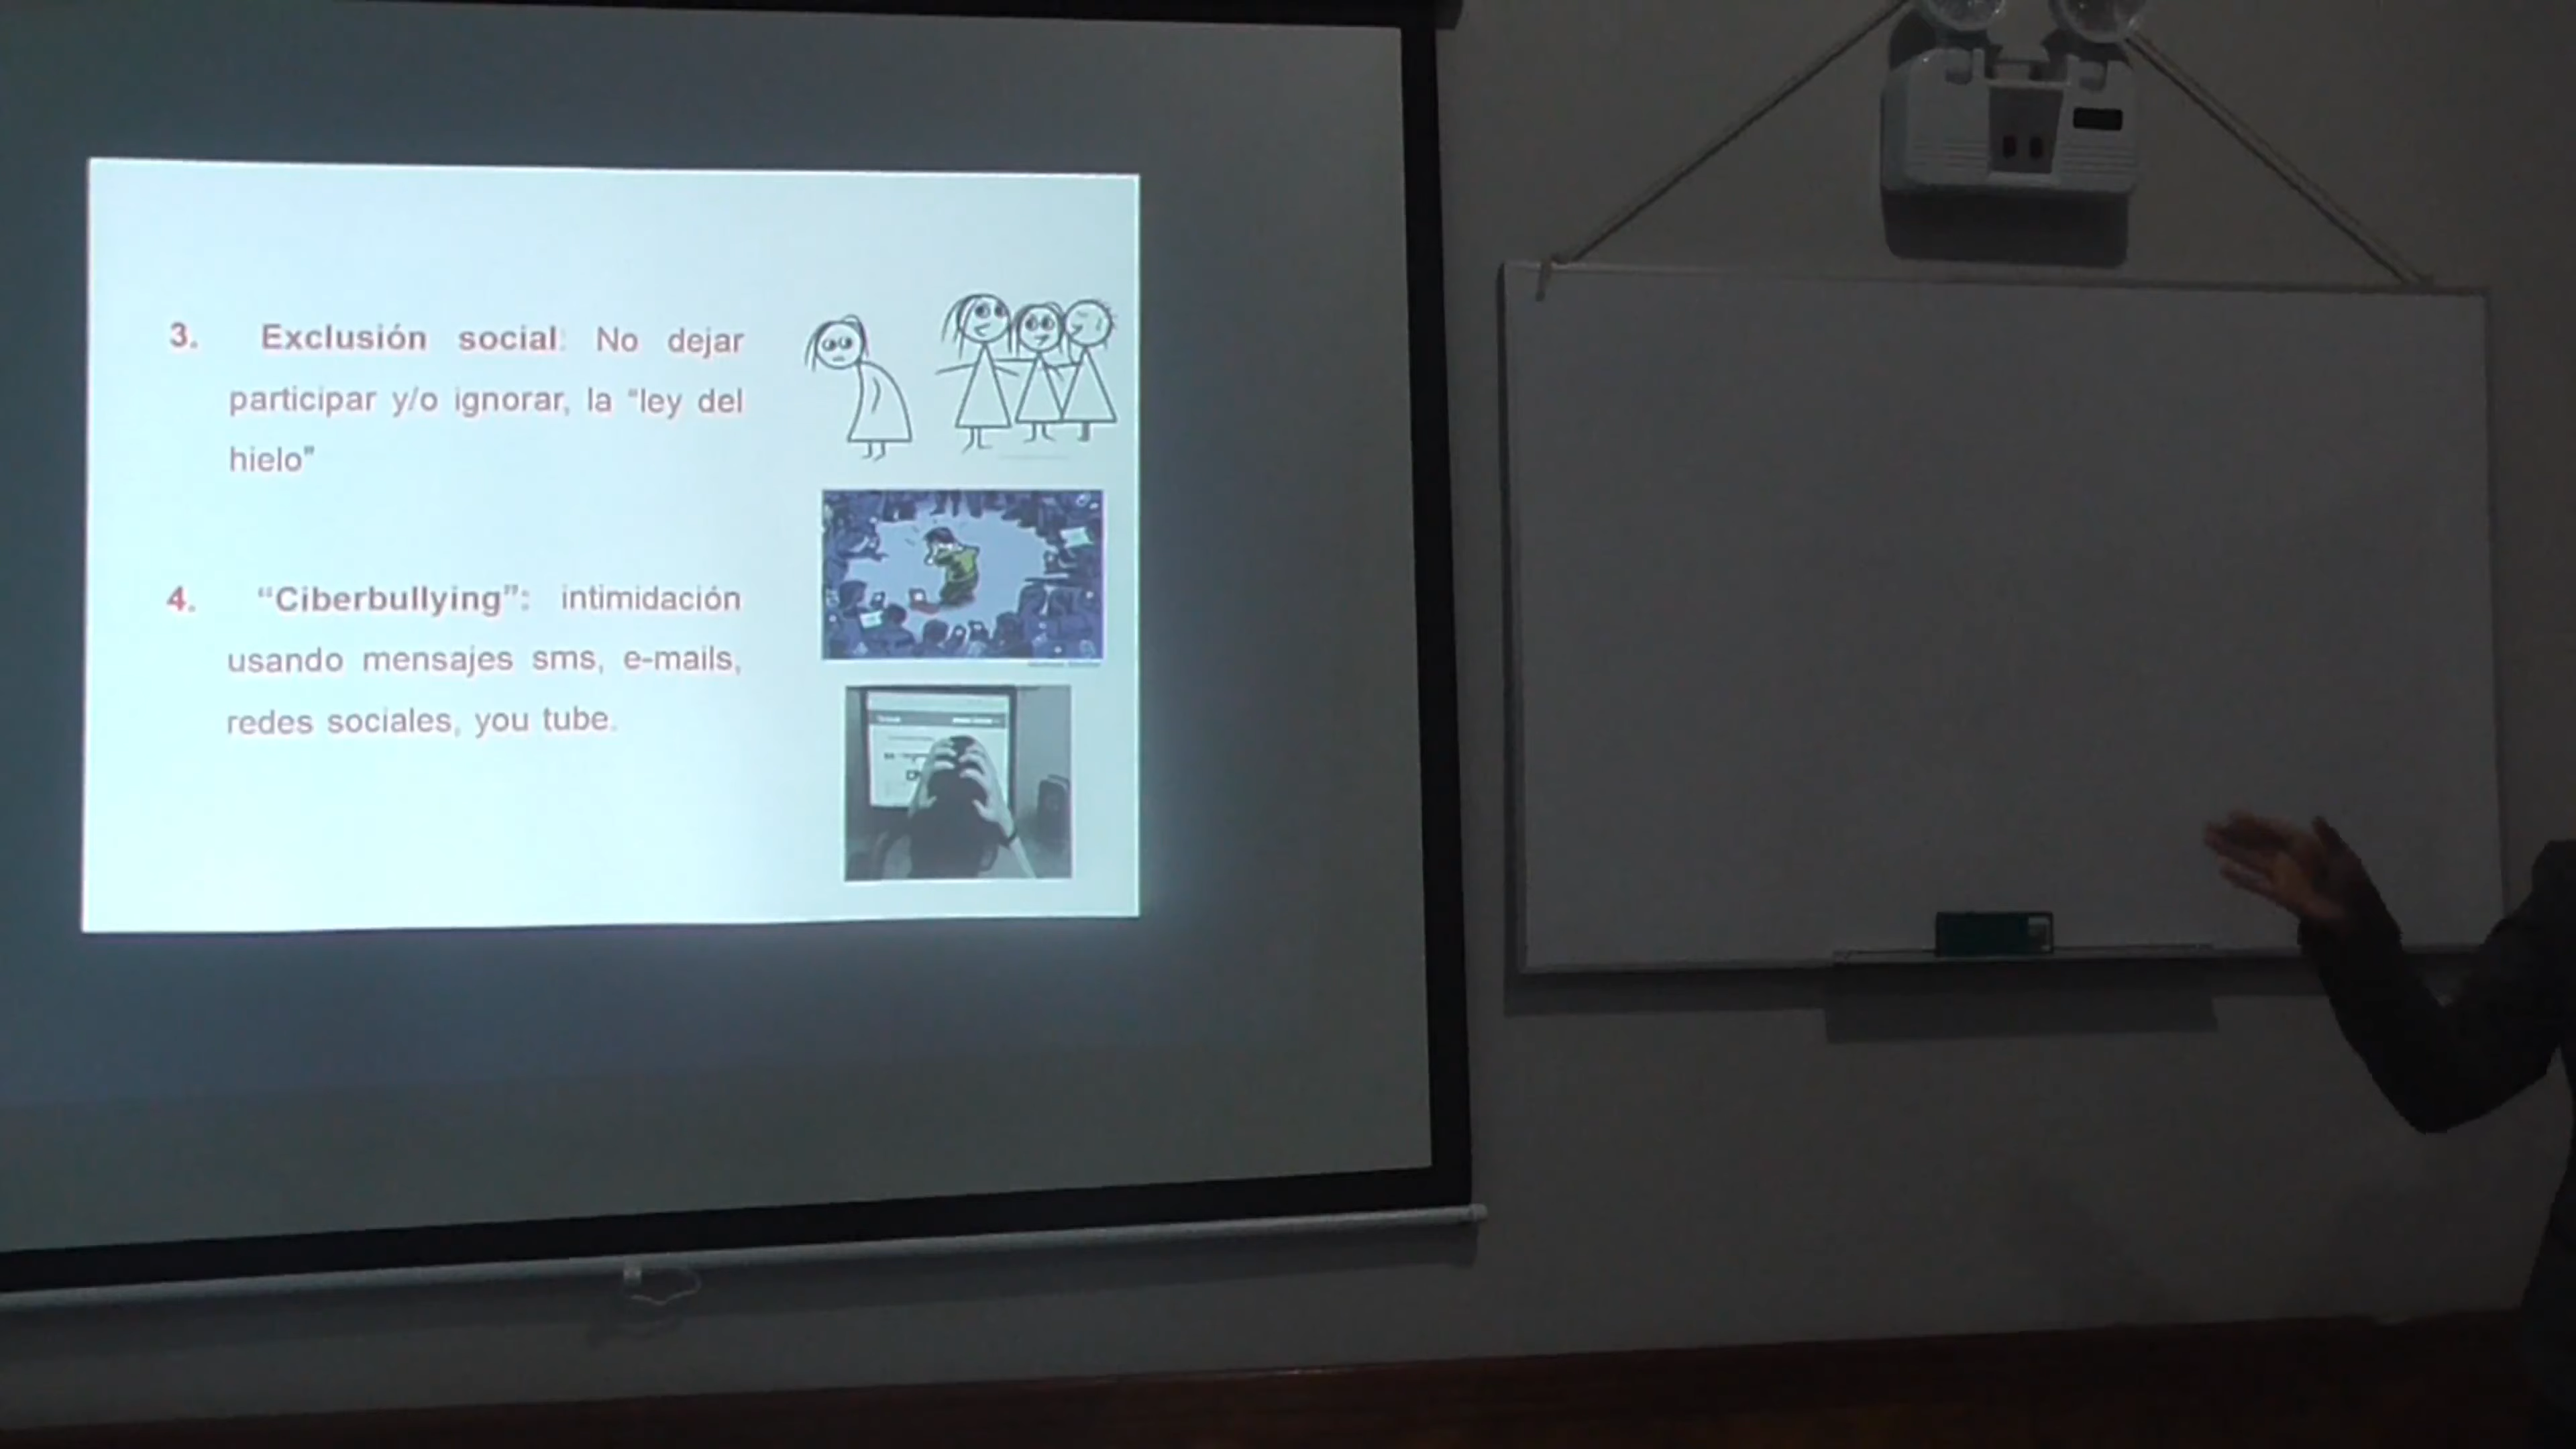 3. Exclusión social: No dejar
participar y/o ignorar, la “ley del
hielo”
4. “Ciberbullying”: intimidación
usando mensajes sms, e-mails,
redes sociales, you tube.